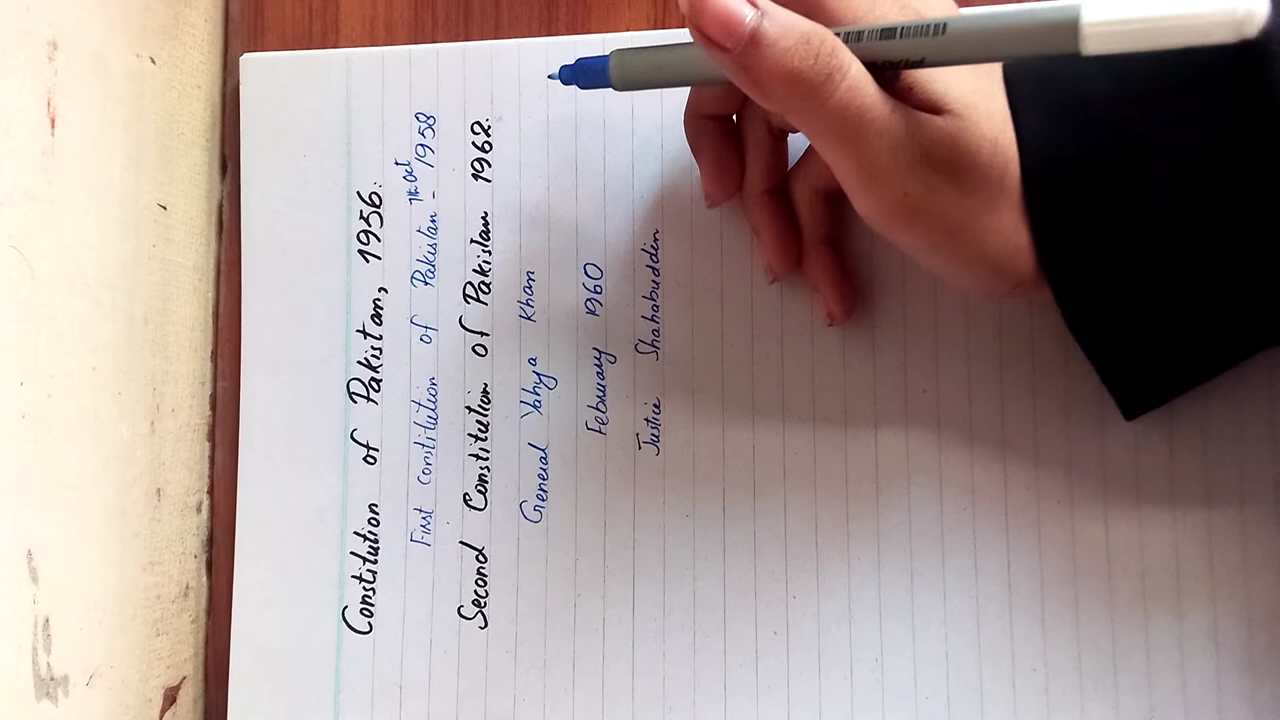 Constitution of Pakistan, 1956:
7th Oct
First constitution of Pakistan - 1958
Second Constitution of Pakistan 1962.
General Yahya Khan
February 1960
Justice Shahabuddin